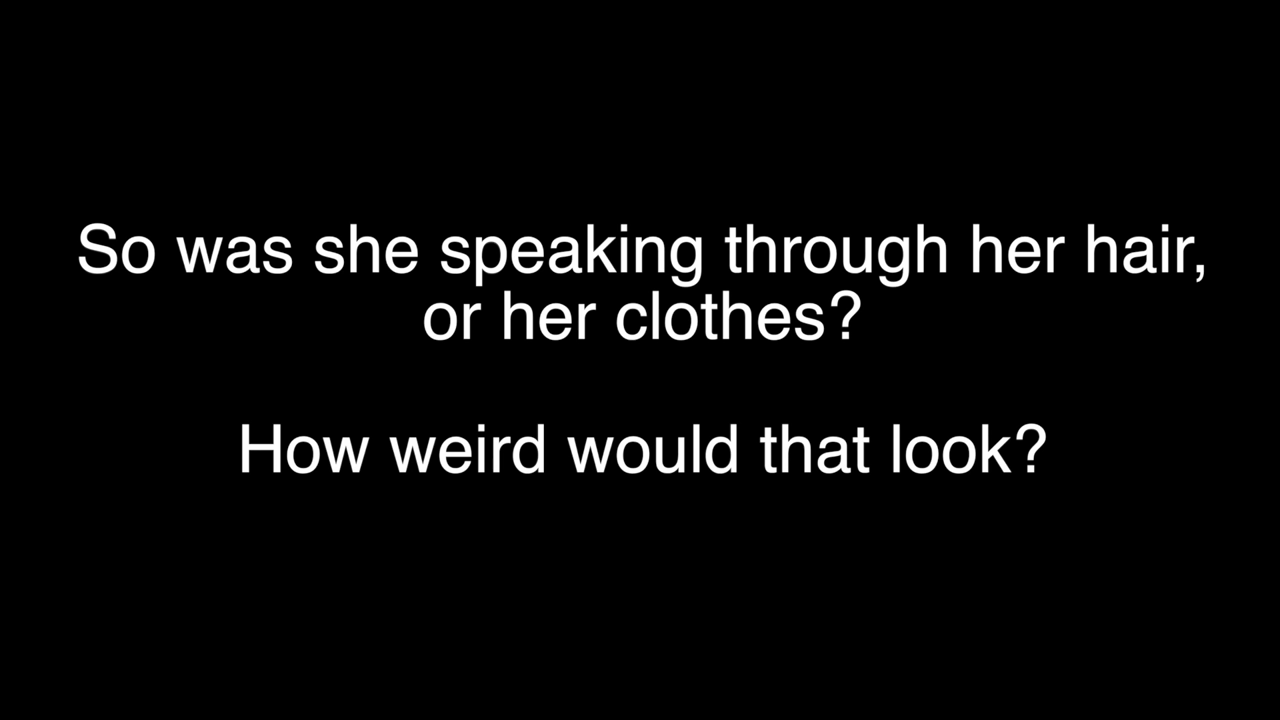 So was she speaking through her hair,
or her clothes?
How weird would that look?